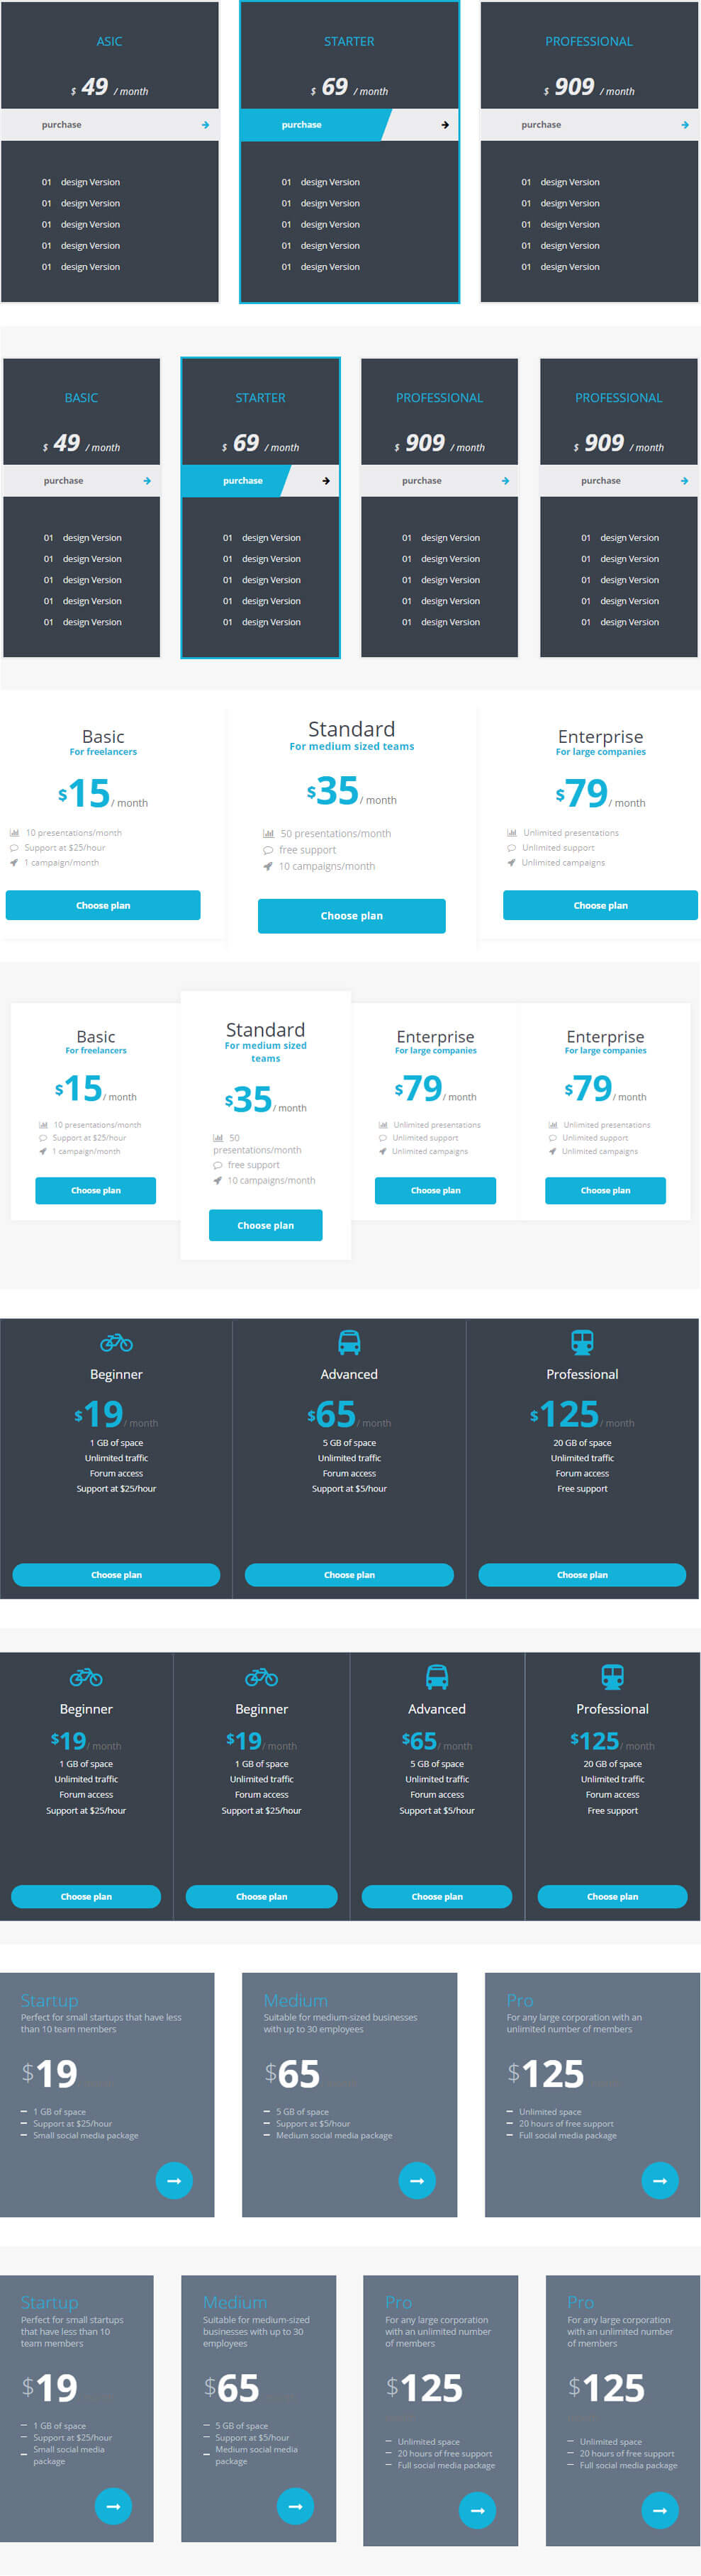 ASIC
$ 49 / month
purchase
01 design Version
01 design Version
01 design Version
01 design Version
01 design Version
STARTER
$ 69 / month
purchase
01 design Version
01 design Version
01 design Version
01 design Version
01 design Version
PROFESSIONAL
$ 909 / month
purchase
01 design Version
01 design Version
01 design Version
01 design Version
01 design Version
BASIC
$ 49 / month
purchase
01 design Version
01 design Version
01 design Version
01 design Version
01 design Version
STARTER
$ 69 / month
purchase
01 design Version
01 design Version
01 design Version
01 design Version
01 design Version
PROFESSIONAL
$ 909 / month
purchase
01 design Version
01 design Version
01 design Version
01 design Version
01 design Version
PROFESSIONAL
$ 909 / month
purchase
01 design Version
01 design Version
01 design Version
01 design Version
01 design Version
Basic
For freelancers
$15/ month
10 presentations/month
Support at $25/hour
1 campaign/month
Choose plan
Standard
For medium sized teams
$35/ month
50 presentations/month
free support
10 campaigns/month
Choose plan
Enterprise
For large companies
$79/ month
Unlimited presentations
Unlimited support
Unlimited campaigns
Choose plan
Basic
For freelancers
$15/ month
10 presentations/month
Support at $25/hour
1 campaign/month
Choose plan
Standard
For medium sized
teams
$35/ month
50
presentations/month
free support
10 campaigns/month
Choose plan
Enterprise
For large companies
$79/ month
Unlimited presentations
Unlimited support
Unlimited campaigns
Choose plan
Enterprise
For large companies
$79/ month
Unlimited presentations
Unlimited support
Unlimited campaigns
Choose plan
Beginner
$19/ month
1 GB of space
Unlimited traffic
Forum access
Support at $25/hour
Choose plan
Advanced
$65/ month
5 GB of space
Unlimited traffic
Forum access
Support at $5/hour
Choose plan
Professional
$125/ month
20 GB of space
Unlimited traffic
Forum access
Free support
Choose plan
Beginner
$19/ month
1 GB of space
Unlimited traffic
Forum access
Support at $25/hour
Choose plan
Beginner
$19/ month
1 GB of space
Unlimited traffic
Forum access
Support at $25/hour
Choose plan
Advanced
$65/ month
5 GB of space
Unlimited traffic
Forum access
Support at $5/hour
Choose plan
Professional
$125/ month
20 GB of space
Unlimited traffic
Forum access
Free support
Choose plan
Startup
Perfect for small startups that have less
than 10 team members
$19
1 GB of space
Support at $25/hour
Small social media package
Medium
Suitable for medium-sized businesses
with up to 30 employees
$65
5 GB of space
Support at $5/hour
Medium social media package
Pro
For any large corporation with an
unlimited number of members
$125
Unlimited space
20 hours of free support
Full social media package
Startup
Perfect for small startups
that have less than 10
team members
$19
1 GB of space
Support at $25/hour
Small social media
package
Medium
Suitable for medium-sized
businesses with up to 30
employees
$65
5 GB of space
Support at $5/hour
Medium social media
package
Pro
For any large corporation
with an unlimited number
of members
$125
Unlimited space
20 hours of free support
Full social media package
Pro
For any large corporation
with an unlimited number
of members
$125
Unlimited space
20 hours of free support
Full social media package